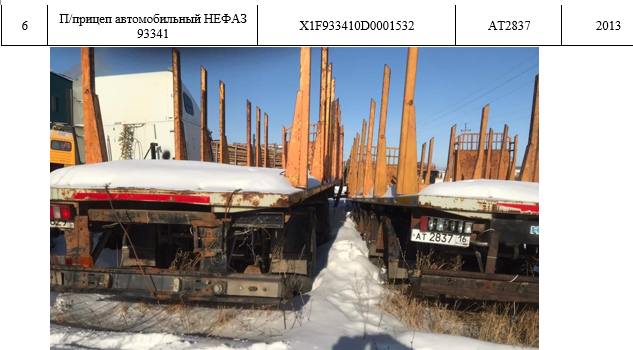 6
П/прицеп автомобильный НЕФАЗ
93341
X1F933410D0001532
АТ2837
2013
АТ 2837 16